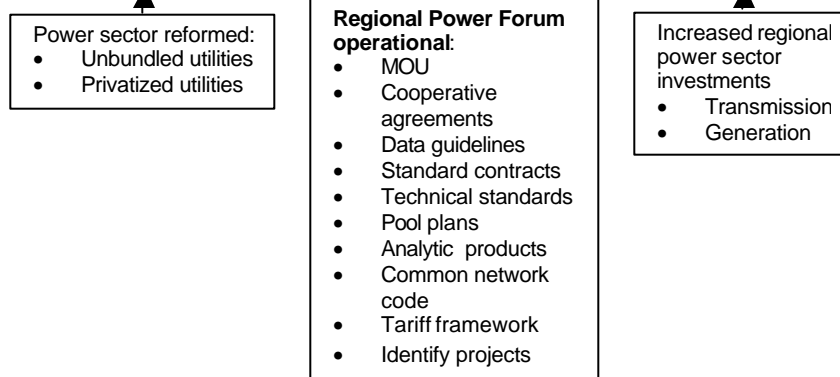 Power sector reformed:
• Unbundled utilities
• Privatized utilities
Regional Power Forum
operational:
• MOU
• Cooperative
agreements
• Data guidelines
• Standard contracts
• Technical standards
• Pool plans
• Analytic products
• Common network
code
• Tariff framework
• Identify projects
Increased regional
power sector
investments
• Transmission
• Generation